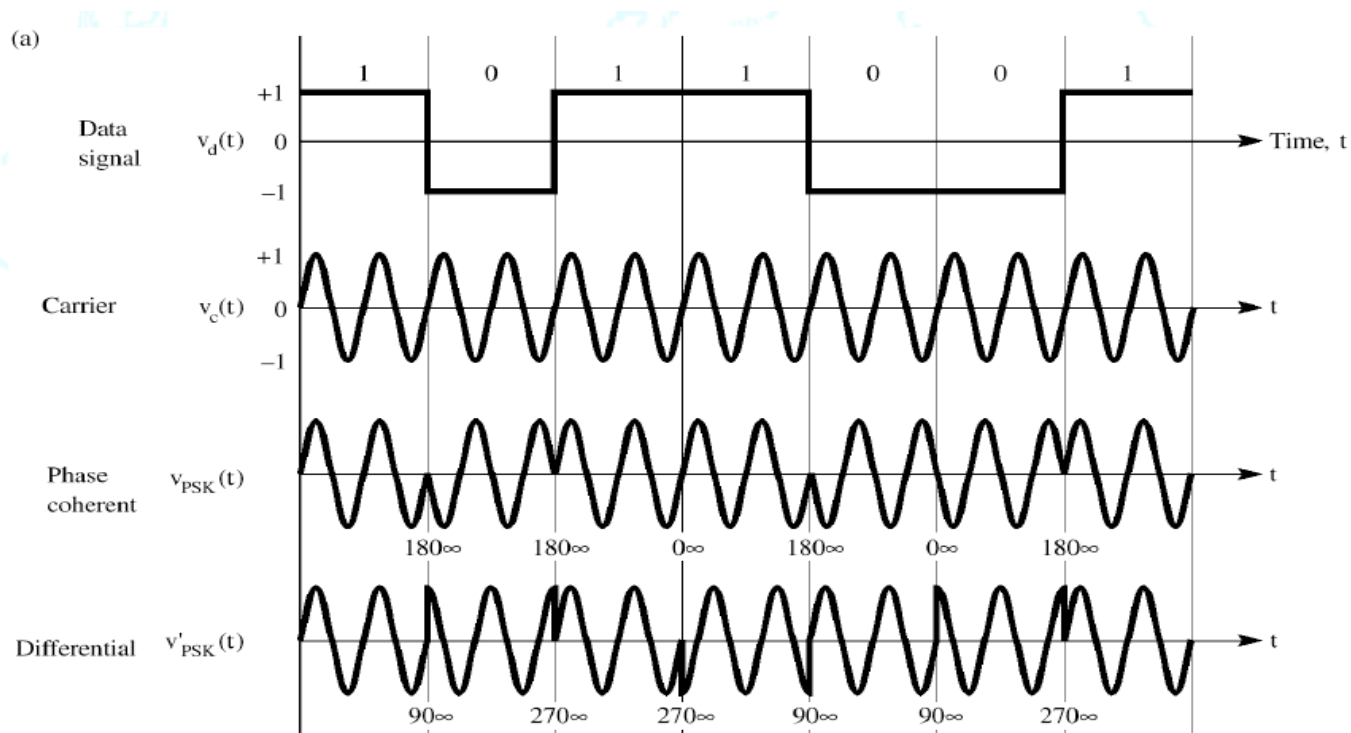 (a)
1 0 1 1 0 0 1
+1
Data
signal
v_d(t)
0
Time, t
−1
+1
Carrier
v_c(t)
0
t
−1
Phase
coherent
v_PSK(t)
t
180∞ 180∞ 0∞ 180∞ 0∞ 180∞
Differential
v'_PSK(t)
t
90∞ 270∞ 270∞ 90∞ 90∞ 270∞